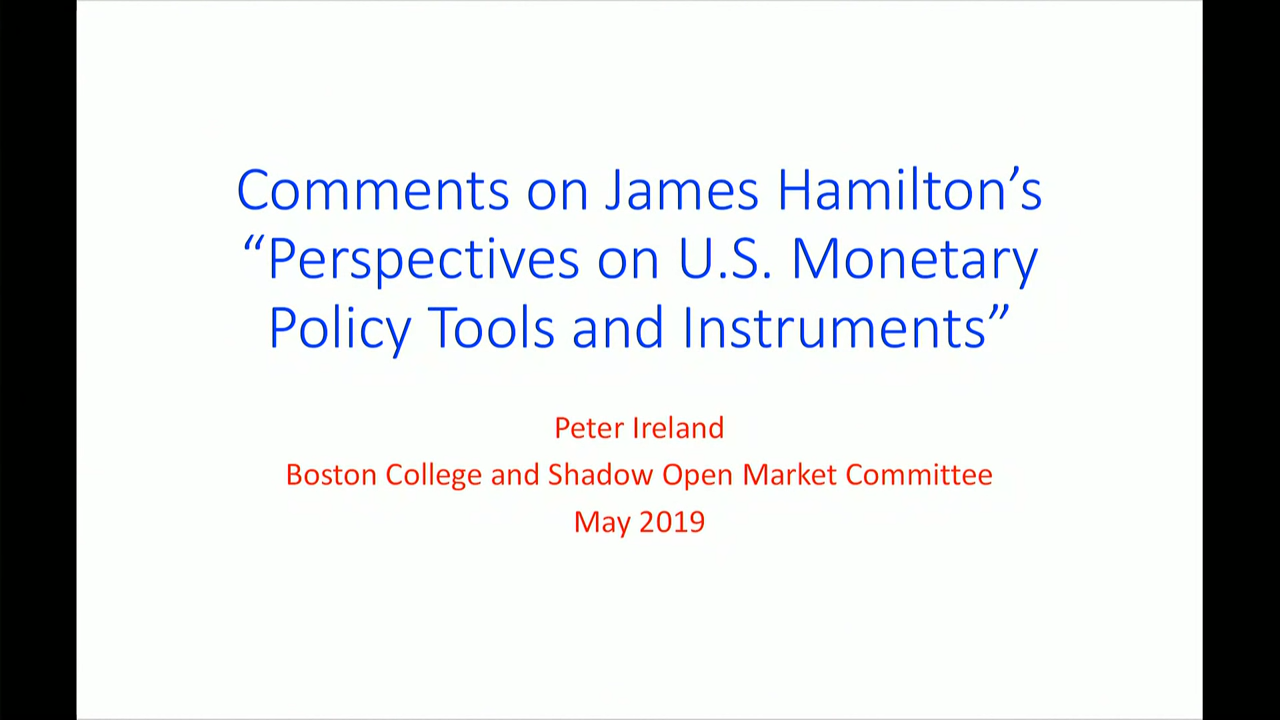 Comments on James Hamilton’s
“Perspectives on U.S. Monetary
Policy Tools and Instruments”
Peter Ireland
Boston College and Shadow Open Market Committee
May 2019